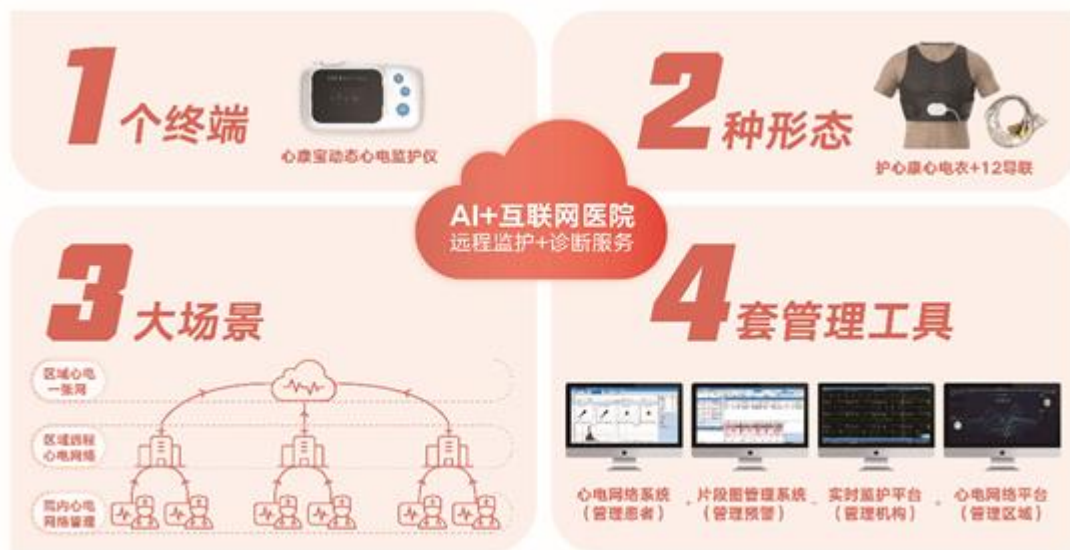 1个终端
心康宝动态心电监护仪
2种形态
护心康心电衣+12导联
AI+互联网医院
远程监护+诊断服务
3大场景
区域心电
一张网
区域远程
心电网络
院内心电
网络管理
4套管理工具
心电网络系统
(管理患者)
片段图管理系统
(管理预警)
实时监护平台
(管理机构)
心电网络平台
(管理区域)